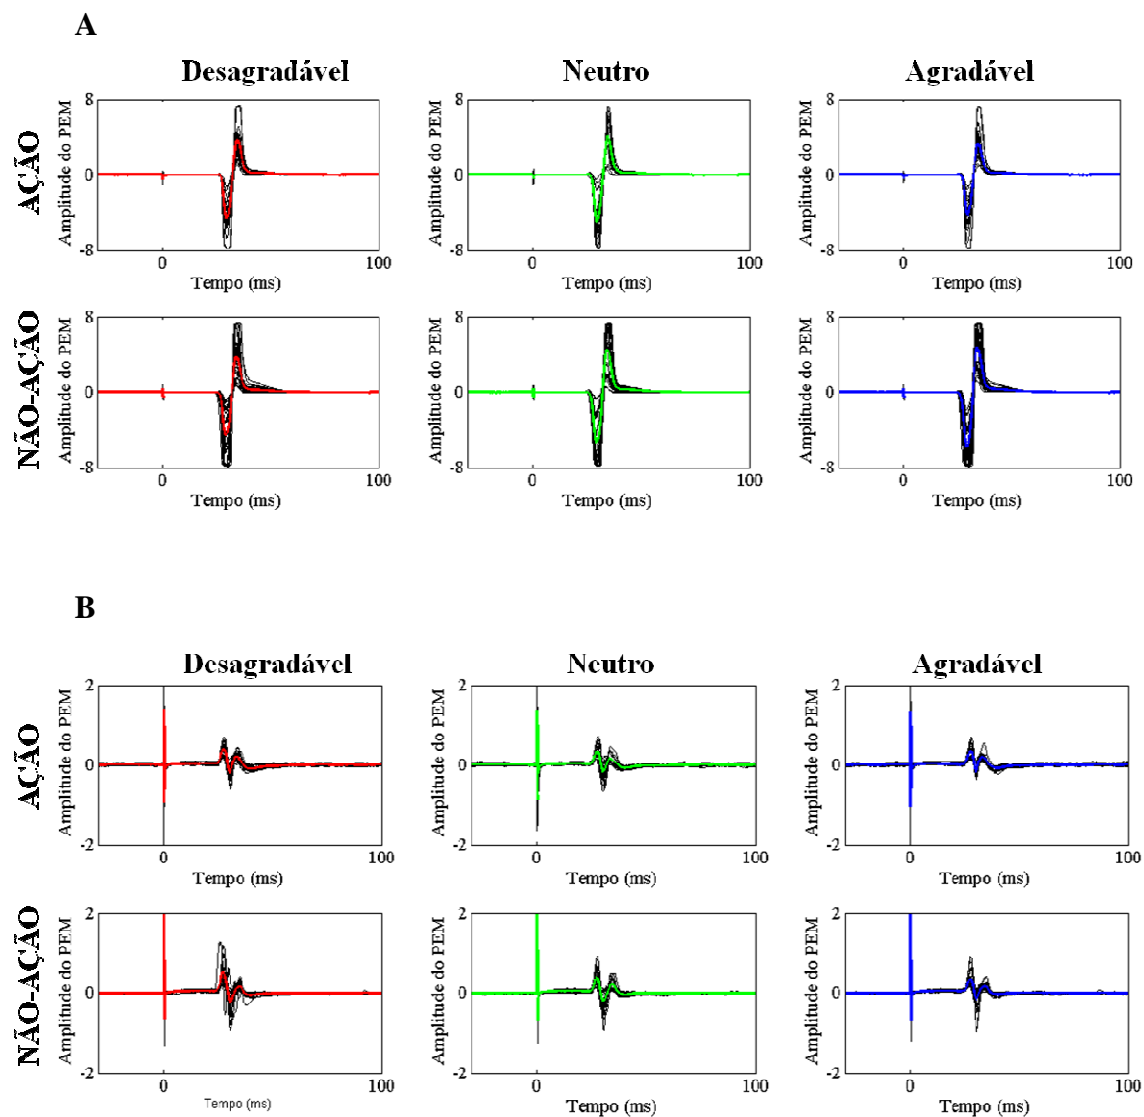 A
Desagradável Neutro Agradável
AÇÃO
Amplitude do PEM Amplitude do PEM Amplitude do PEM
8 8 8
0 0 0
-8 -8 -8
0 100 0 100 0 100
Tempo (ms) Tempo (ms) Tempo (ms)
NÃO-AÇÃO
Amplitude do PEM Amplitude do PEM Amplitude do PEM
8 8 8
0 0 0
-8 -8 -8
0 100 0 100 0 100
Tempo (ms) Tempo (ms) Tempo (ms)
B
Desagradável Neutro Agradável
AÇÃO
Amplitude do PEM Amplitude do PEM Amplitude do PEM
2 2 2
0 0 0
-2 -2 -2
0 100 0 100 0 100
Tempo (ms) Tempo (ms) Tempo (ms)
NÃO-AÇÃO
Amplitude do PEM Amplitude do PEM Amplitude do PEM
2 2 2
0 0 0
-2 -2 -2
0 100 0 100 0 100
Tempo (ms) Tempo (ms) Tempo (ms)